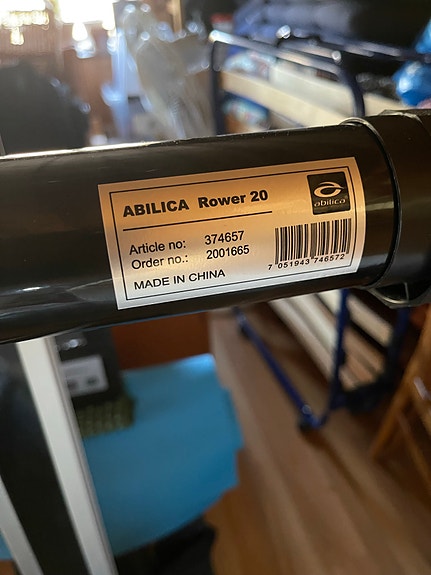 ABILICA Rower 20
abilica
Article no: 374657
Order no.: 2001665
7 051943 746572
MADE IN CHINA